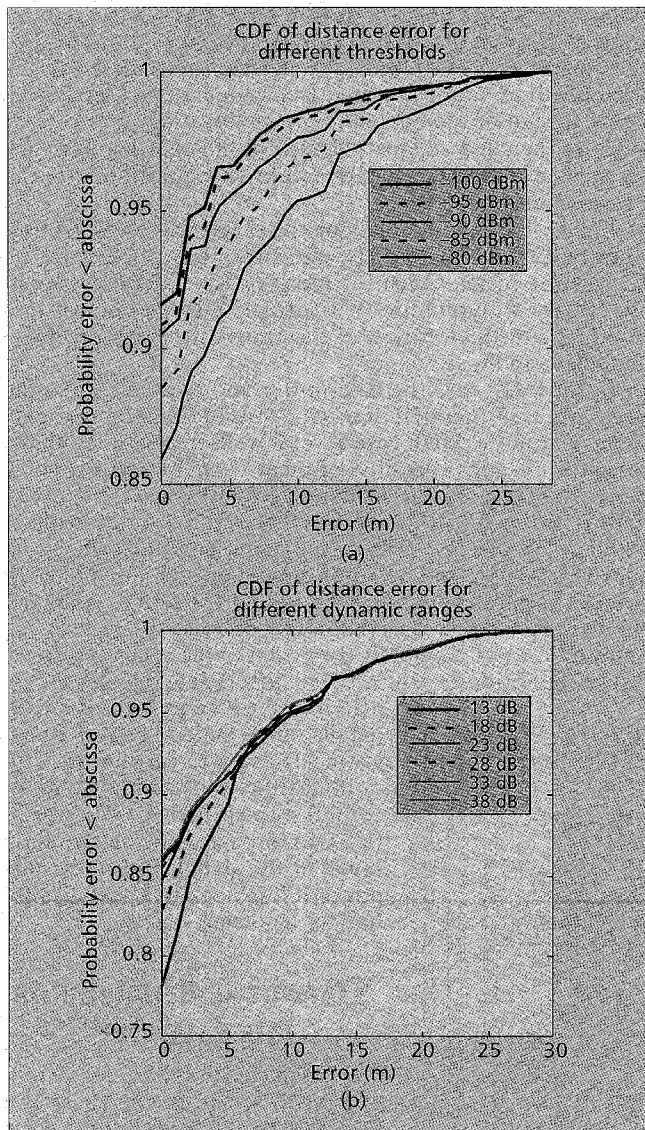 CDF of distance error for
different thresholds
1
0.95
0.9
0.85
Probability error < abscissa
−100 dBm
−95 dBm
90 dBm
−85 dBm
−80 dBm
0
5
10
15
20
25
Error (m)
(a)
CDF of distance error for
different dynamic ranges
1
0.95
0.9
0.85
0.8
0.75
Probability error < abscissa
13 dB
18 dB
23 dB
28 dB
33 dB
38 dB
0
5
10
15
20
25
30
Error (m)
(b)